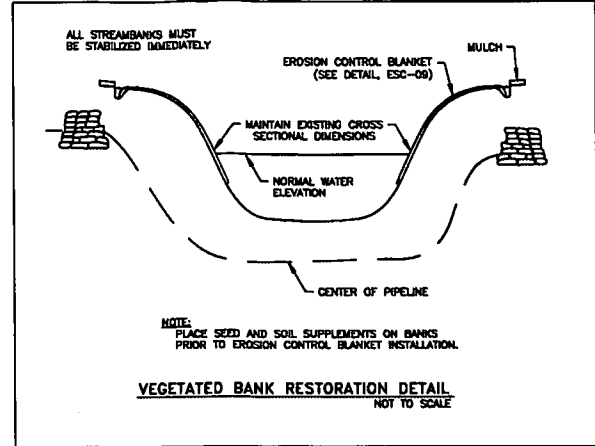 ALL STREAMBANKS MUST
BE STABILIZED IMMEDIATELY
EROSION CONTROL BLANKET
(SEE DETAIL, ESC-09)
MULCH
MAINTAIN EXISTING CROSS
SECTIONAL DIMENSIONS
NORMAL WATER
ELEVATION
CENTER OF PIPELINE
NOTE:
PLACE SEED AND SOIL SUPPLEMENTS ON BANKS
PRIOR TO EROSION CONTROL BLANKET INSTALLATION.
VEGETATED BANK RESTORATION DETAIL
NOT TO SCALE